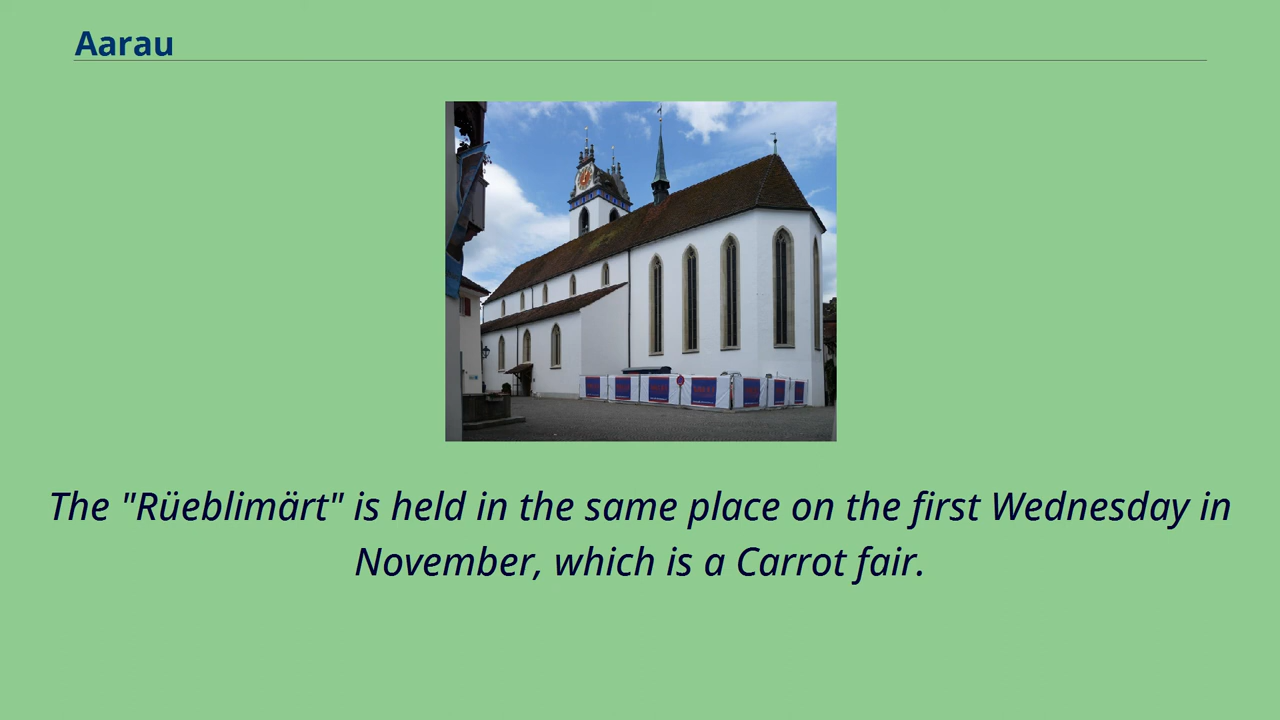 Aarau
The "Rüeblimärt" is held in the same place on the first Wednesday in
November, which is a Carrot fair.